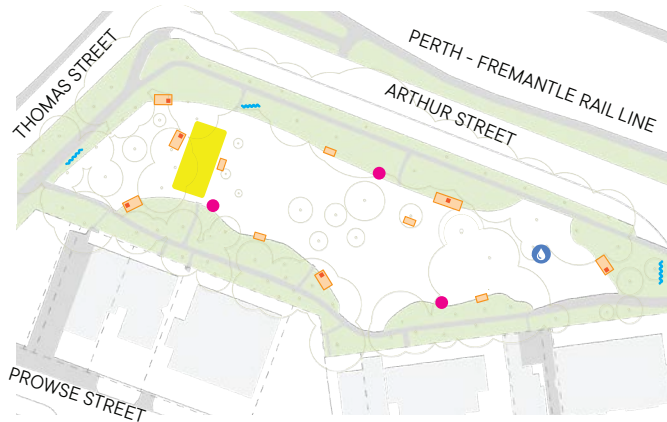 THOMAS STREET
PERTH - FREMANTLE RAIL LINE
ARTHUR STREET
PROWSE STREET